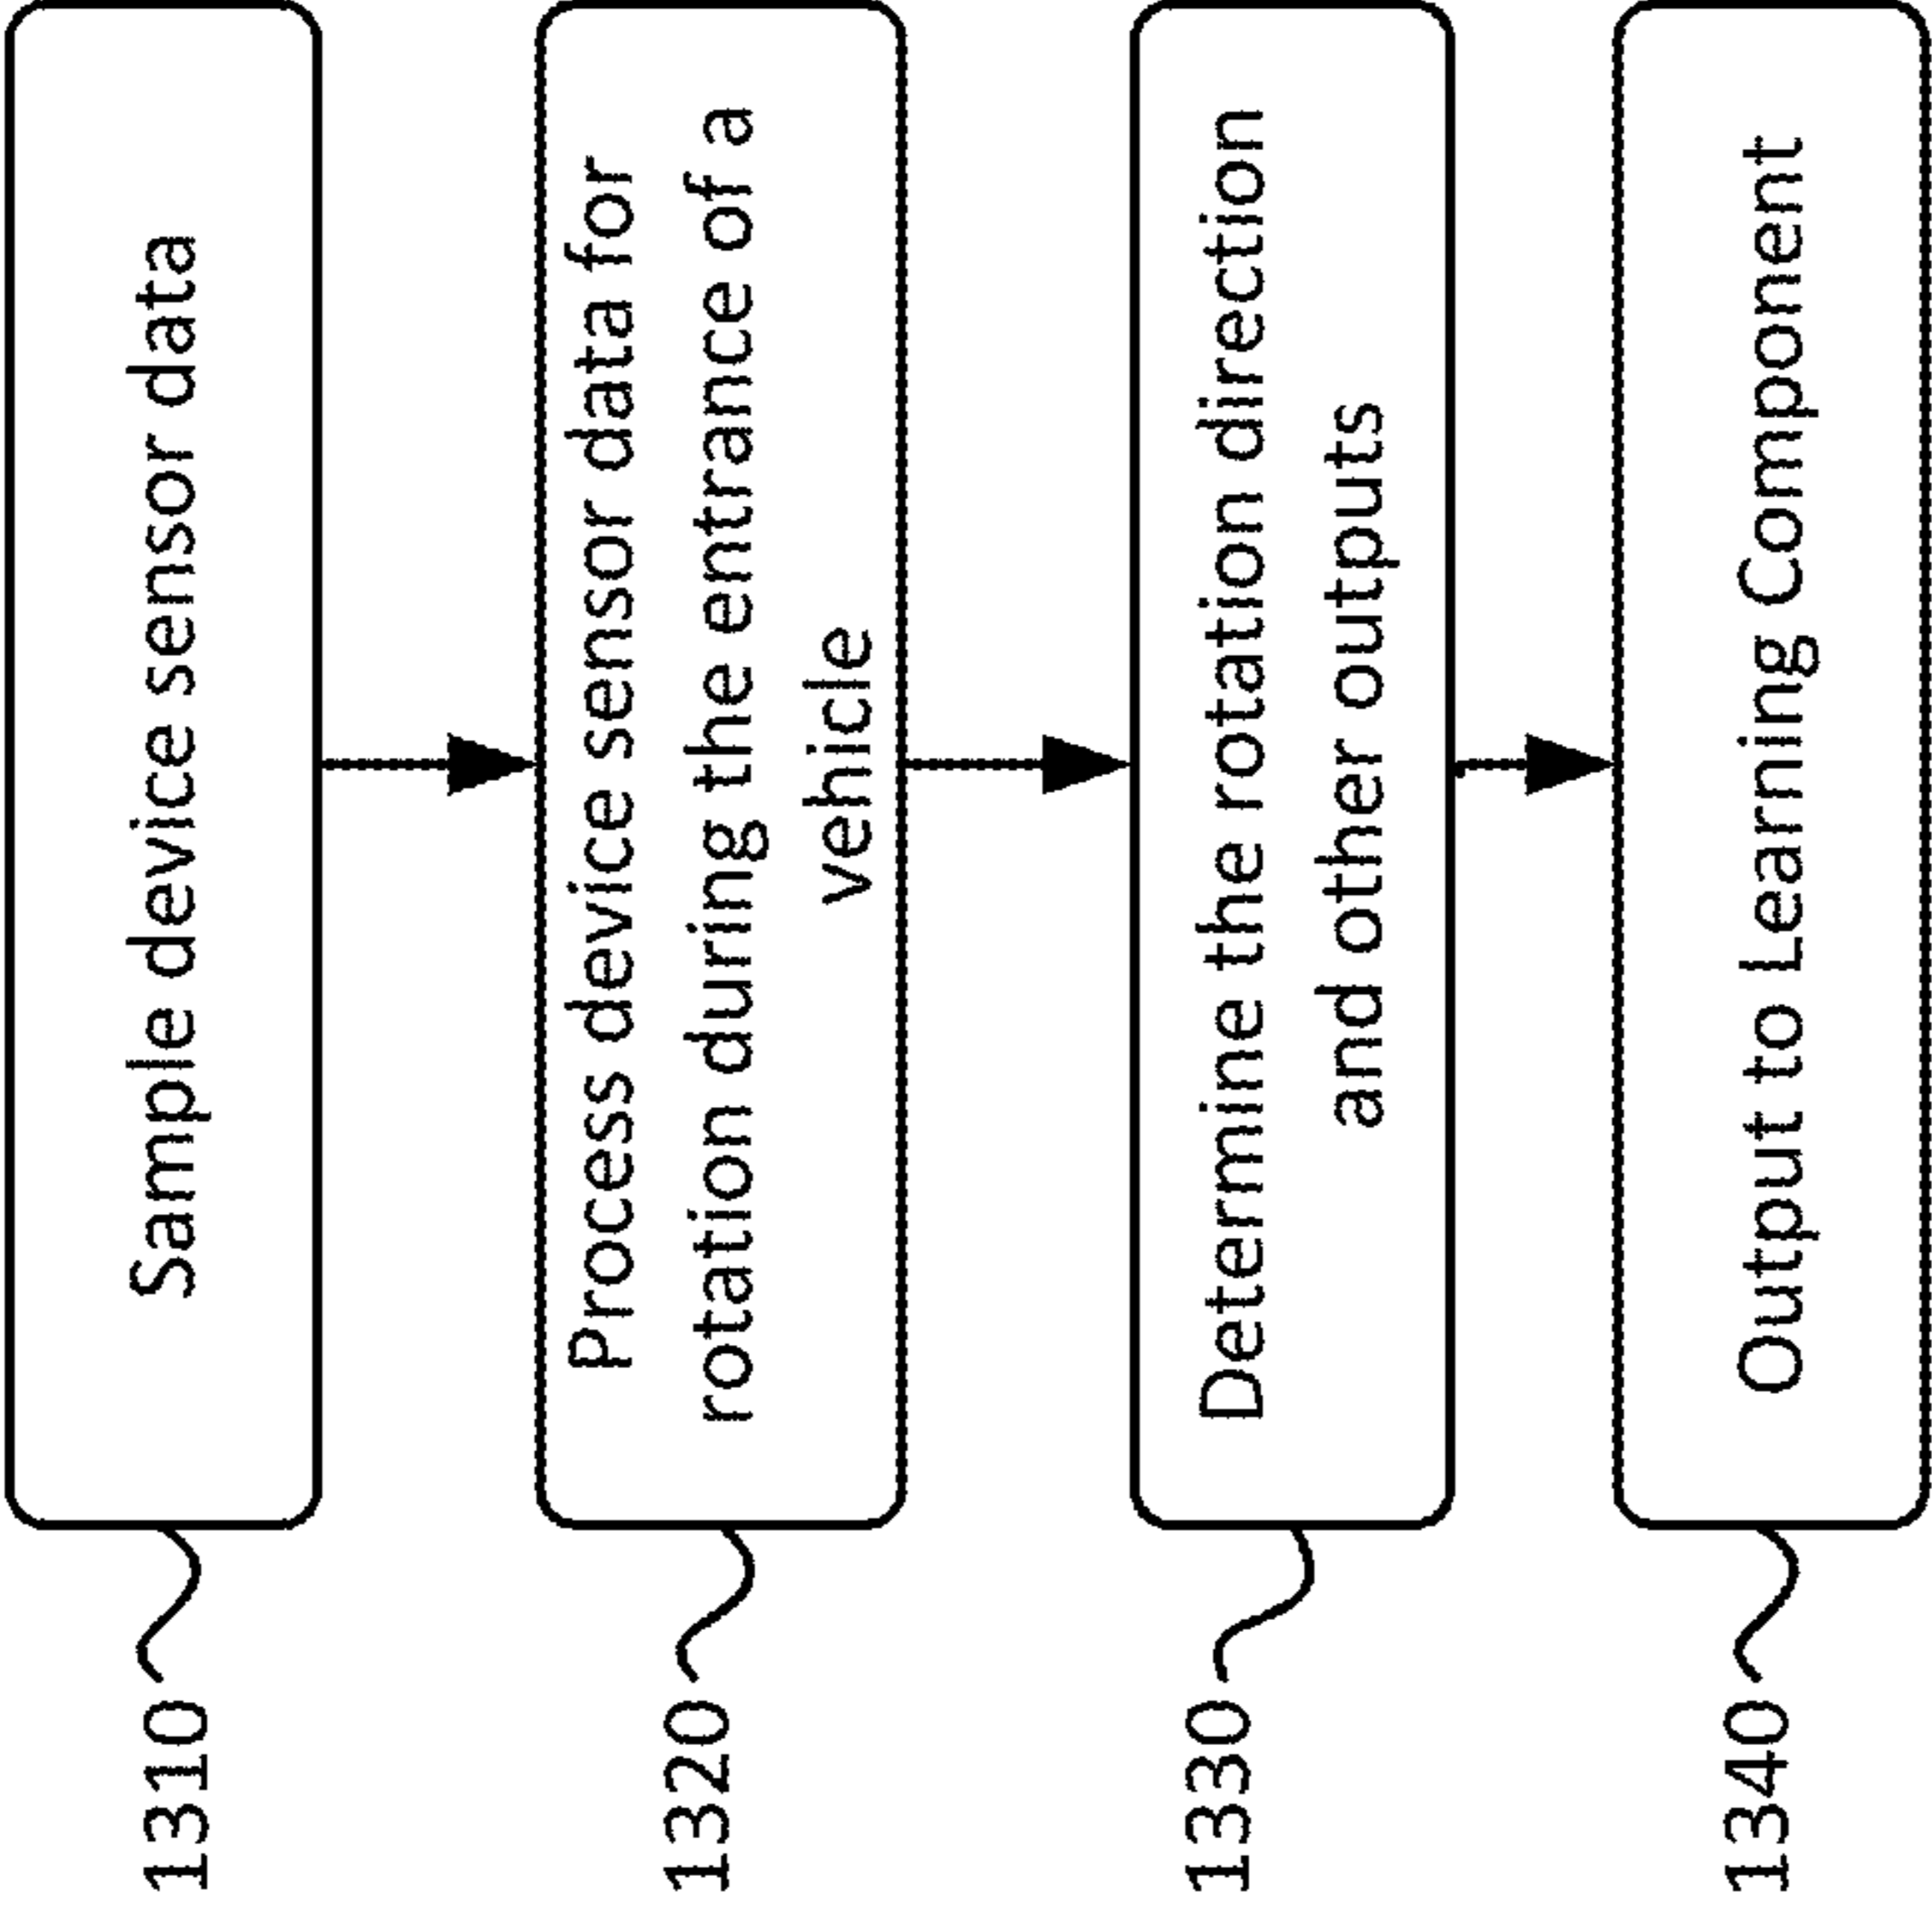 1310
Sample device sensor data
1320
Process device sensor data for
rotation during the entrance of a
vehicle
1330
Determine the rotation direction
and other outputs
1340
Output to Learning Component